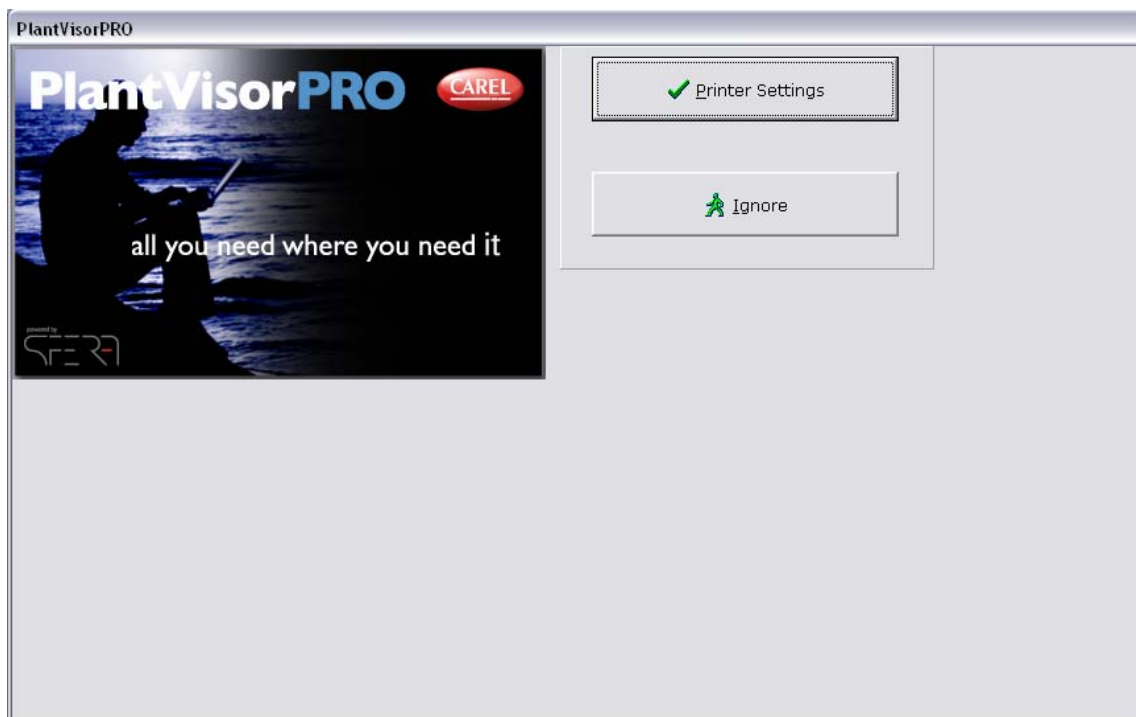 PlantVisorPRO
PlantVisorPRO
CAREL
all you need where you need it
powered by
SFERA
Printer Settings
Ignore